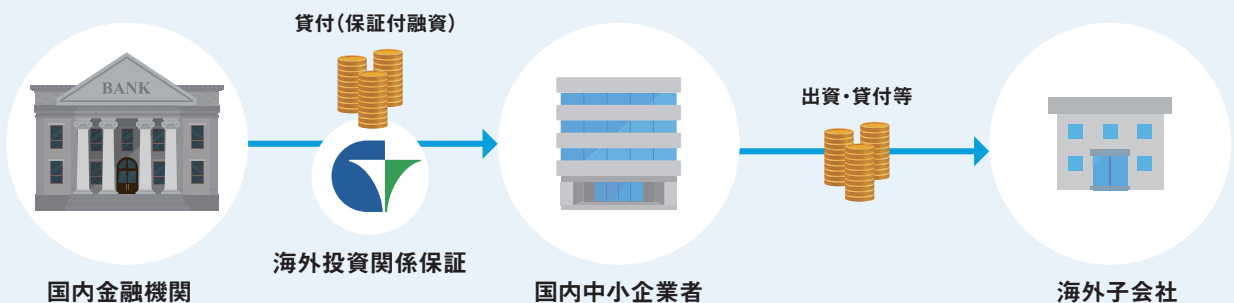 貸付（保証付融資）
BANK
出資・貸付等
海外投資関係保証
国内金融機関
国内中小企業者
海外子会社